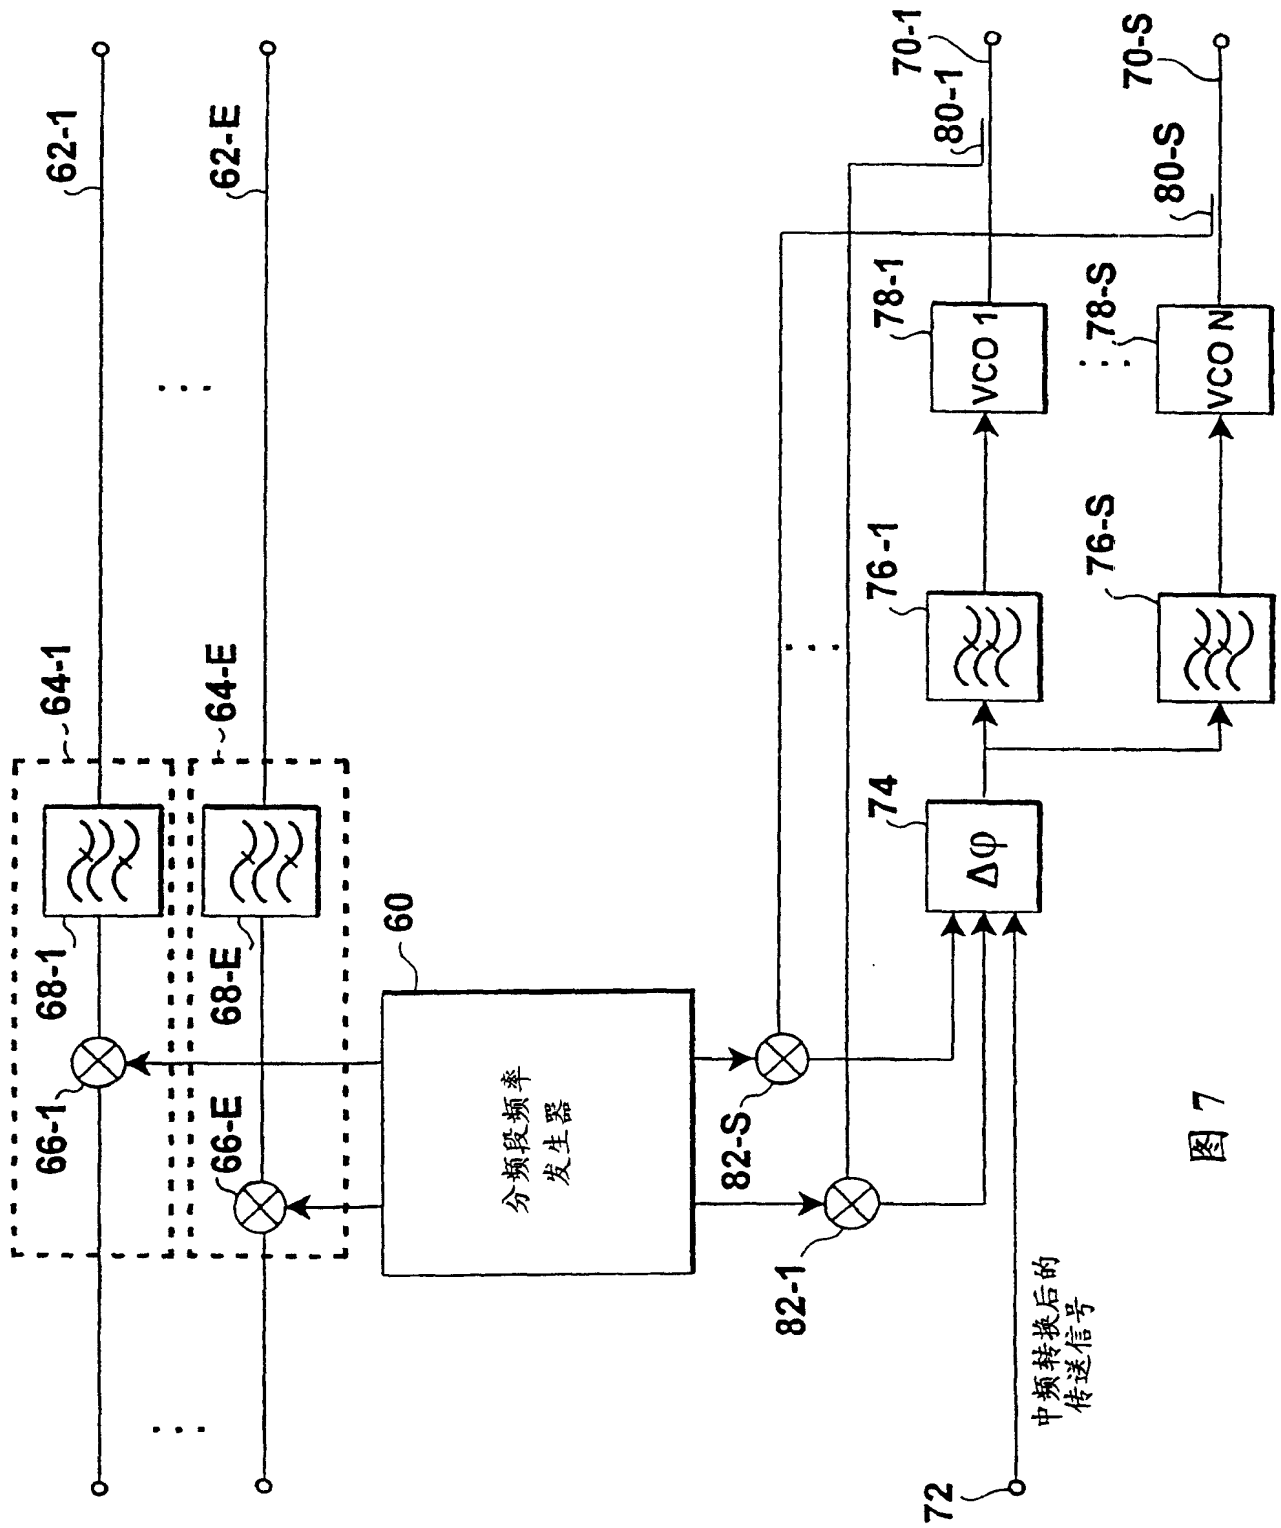 62-1
62-E
64-1
64-E
68-1
68-E
66-1
66-E
60
分频段频率
发生器
70-1
80-1
70-S
80-S
78-1
VCO 1
78-S
VCO N
76-1
76-S
74
Δφ
82-S
82-1
72
中频转换后的
传送信号
图 7